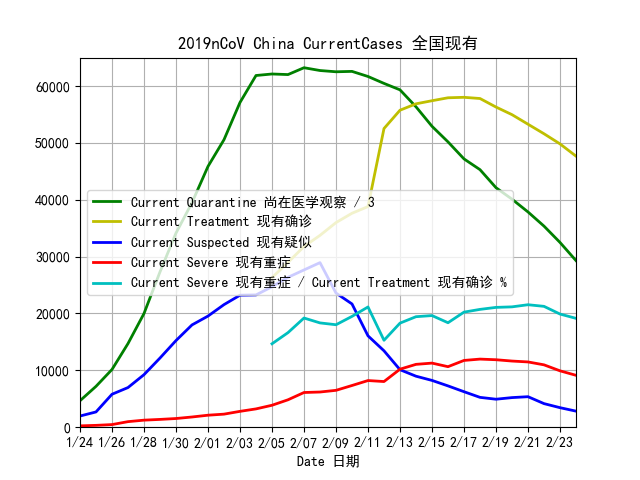 2019nCoV China CurrentCases 全国现有
60000
50000
40000
30000
20000
10000
0
Current Quarantine 尚在医学观察 / 3
Current Treatment 现有确诊
Current Suspected 现有疑似
Current Severe 现有重症
Current Severe 现有重症 / Current Treatment 现有确诊 %
1/24 1/26 1/28 1/30 2/01 2/03 2/05 2/07 2/09 2/11 2/13 2/15 2/17 2/19 2/21 2/23
Date 日期